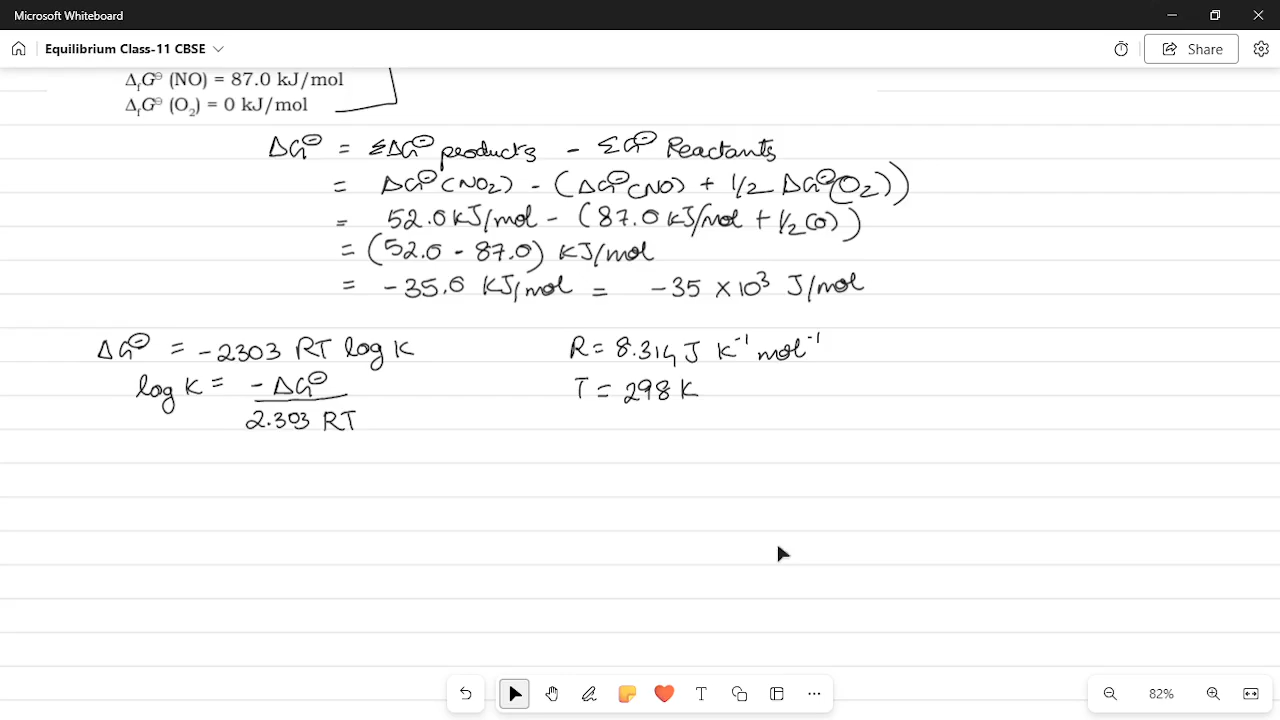 Microsoft Whiteboard
Equilibrium Class-11 CBSE
Share
ΔfG⊖ (NO) = 87.0 kJ/mol
ΔfG⊖ (O2) = 0 kJ/mol
ΔG⊖ = ΣΔG⊖ products - ΣG⊖ Reactants
= ΔG⊖(NO2) - (ΔG⊖(NO) + 1/2 ΔG⊖(O2))
= 52.0 KJ/mol - (87.0 KJ/mol + 1/2(0))
= (52.0 - 87.0) KJ/mol
= -35.0 KJ/mol = -35 × 10³ J/mol
ΔG⊖ = -2303 RT log K
R = 8.314 J K⁻¹ mol⁻¹
log K = -ΔG⊖ / 2.303 RT
T = 298 K
82%